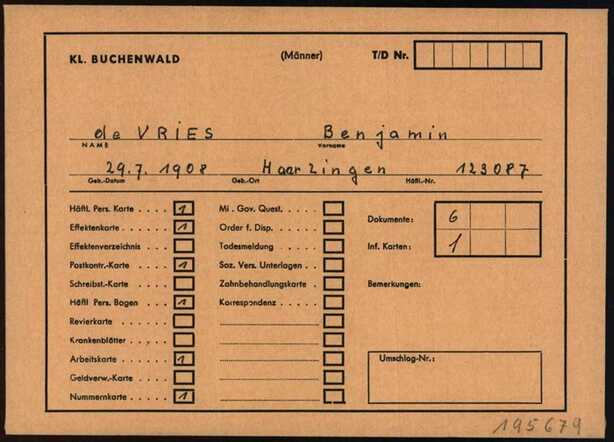 KL. BUCHENWALD (Männer) T/D Nr.
de VRIES Benjamin
NAME Vorname
29.7.1908 Haarzingen 123087
Geb.-Datum Geb.-Ort Häftl.-Nr.
Häftl. Pers. Karte ..... 1 Mi. Gov. Quest. ..... Dokumente: 6
Effektenkarte ..... 1 Order f. Disp. ..... Inf. Karten: 1
Effektenverzeichnis ... Todesmeldung ...
Postkontr.-Karte ..... 1 Soz. Vers. Unterlagen .
Schreibst.-Karte .... Zahnbehandlungskarte . Bemerkungen:
Häftl Pers. Bogen .... 1 Korrespondenz ....
Revierkarte .....
Krankenblätter .....
Arbeitskarte ..... 1 Umschlag-Nr.:
Geldverw.-Karte ....
Nummernkarte ..... 1
195679